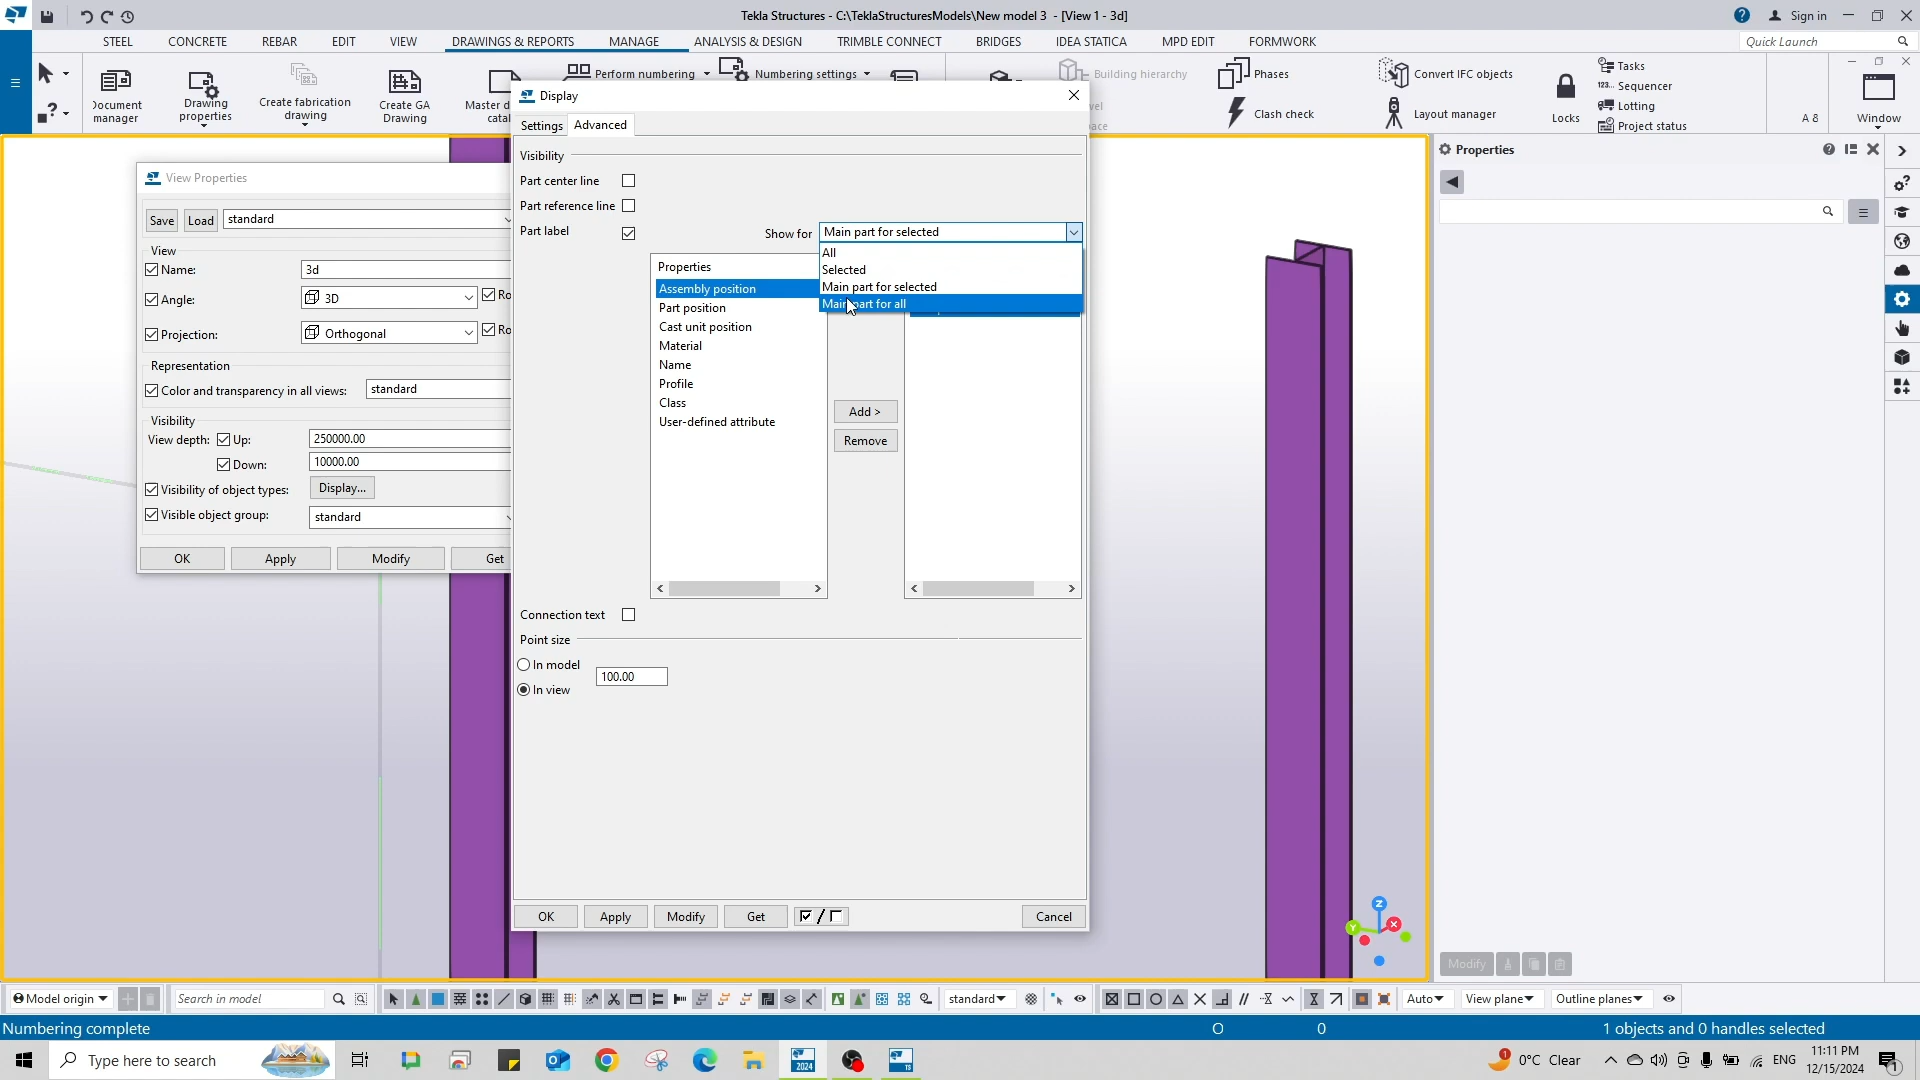 Tekla Structures - C:\TeklaStructuresModels\New model 3 - [View 1 - 3d]
Sign in
STEEL CONCRETE REBAR EDIT VIEW DRAWINGS & REPORTS MANAGE ANALYSIS & DESIGN TRIMBLE CONNECT BRIDGES IDEA STATICA MPD EDIT FORMWORK
Quick Launch
Document manager
Drawing properties
Create fabrication drawing
Create GA Drawing
Perform numbering
Numbering settings
Building hierarchy
Phases
Clash check
Convert IFC objects
Layout manager
Locks
Tasks
Sequencer
Lotting
Project status
Window
Display
Settings Advanced
Visibility
Part center line
Part reference line
Part label
Show for Main part for selected
All
Selected
Main part for selected
Main part for all
Properties
Assembly position
Part position
Cast unit position
Material
Name
Profile
Class
User-defined attribute
Add >
Remove
Connection text
Point size
In model
In view
100.00
OK Apply Modify Get Cancel
View Properties
Save Load standard
View
Name: 3d
Angle: 3D Ro
Projection: Orthogonal Ro
Representation
Color and transparency in all views: standard
Visibility
View depth: Up: 250000.00
Down: 10000.00
Visibility of object types: Display...
Visible object group: standard
OK Apply Modify Get
Properties
Modify
Z
X
Y
Model origin
Search in model
standard
Auto
View plane
Outline planes
Numbering complete
O
0
1 objects and 0 handles selected
Type here to search
2024
TS
1
0°C Clear
ENG
11:11 PM
12/15/2024
1